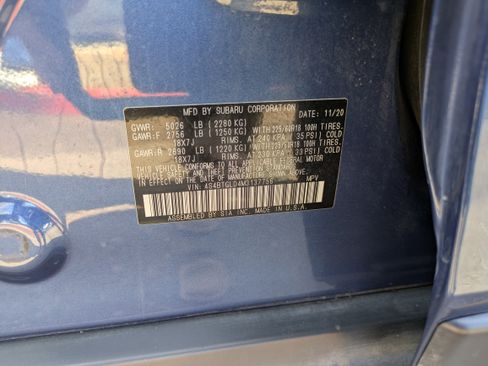 MFD BY SUBARU CORPORATION DATE: 11/20
GVWR: 5026 LB (2280 KG)
GAWR:F 2756 LB (1250 KG) WITH 225/60R18 100H TIRES.
18X7J RIMS. AT 240 KPA ( 35 PSI) COLD
GAWR:R 2690 LB (1220 KG) WITH 225/60R18 100H TIRES.
18X7J RIMS. AT 230 KPA ( 33 PSI) COLD
THIS VEHICLE CONFORMS TO ALL APPLICABLE FEDERAL MOTOR
VEHICLE
IN EFFECT ON THE DATE OF MANUFACTURE SHOWN ABOVE.
VIN: MPV
ASSEMBLED BY SIA INC. MADE IN U.S.A.